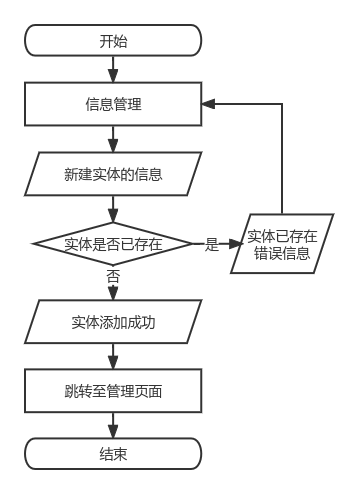 开始
信息管理
新建实体的信息
实体是否已存在
是
实体已存在
错误信息
否
实体添加成功
跳转至管理页面
结束